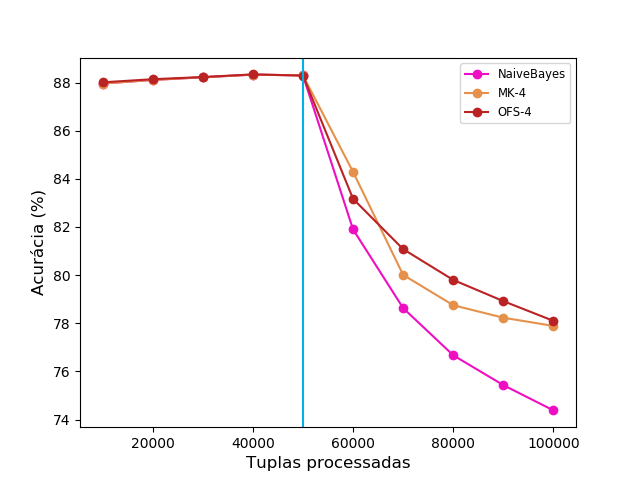 NaiveBayes
MK-4
OFS-4
88
86
84
82
80
78
76
74
Acurácia (%)
20000 40000 60000 80000 100000
Tuplas processadas